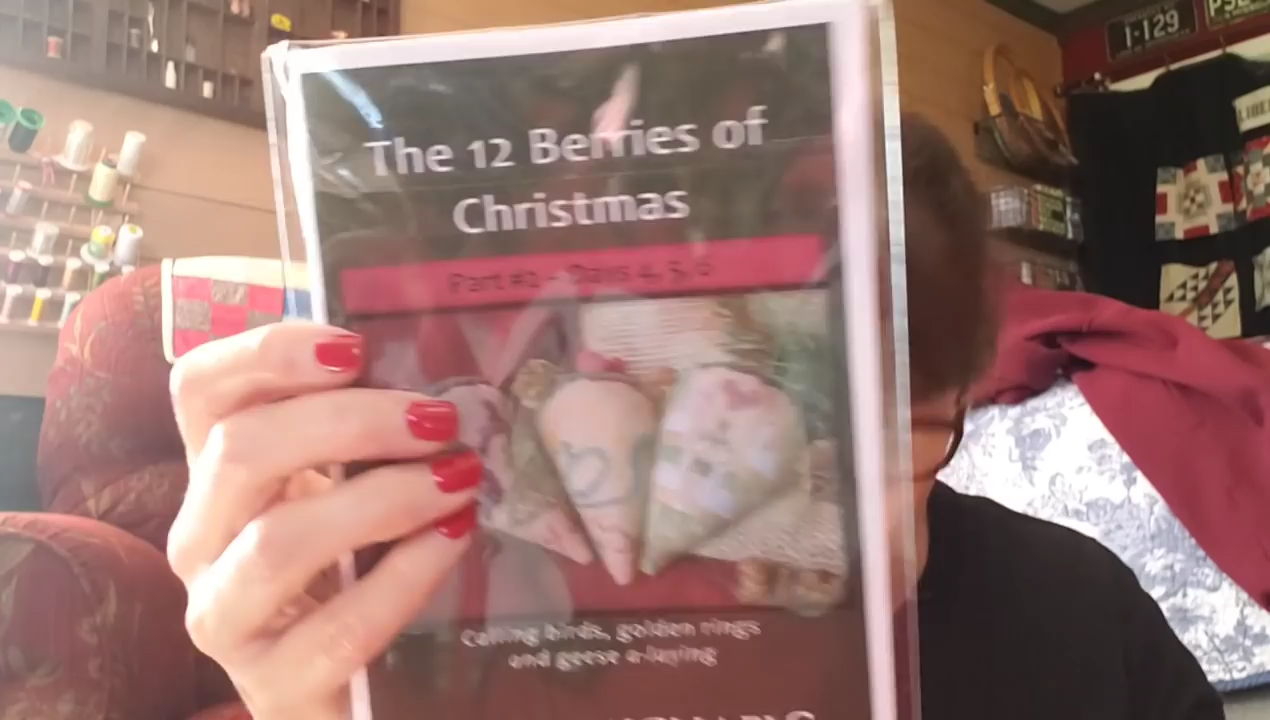 The 12 Berries of
Christmas
Part #2 - Days 4, 5, 6
Calling birds, golden rings
and geese a-laying
1-129